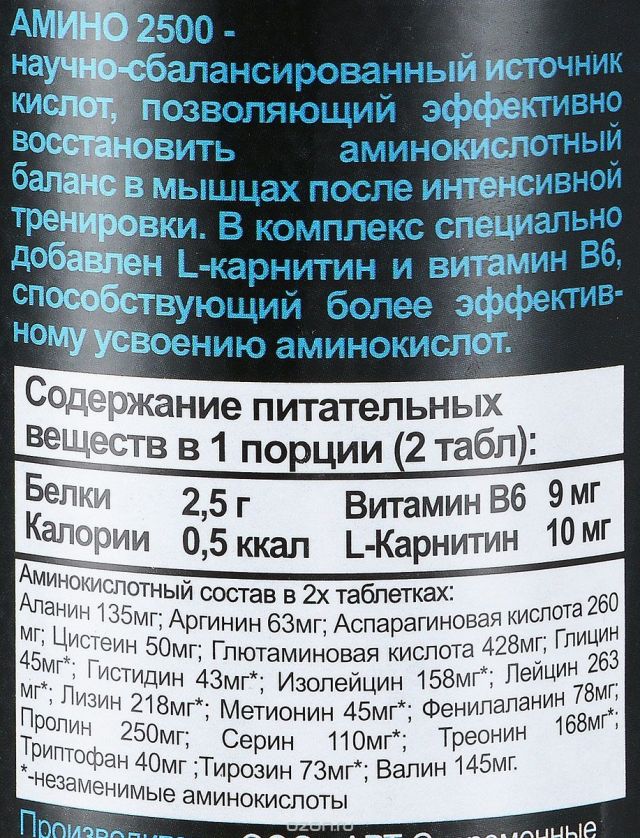 АМИНО 2500 -
научно-сбалансированный источник
кислот, позволяющий эффективно
восстановить аминокислотный
баланс в мышцах после интенсивной
тренировки. В комплекс специально
добавлен L-карнитин и витамин В6,
способствующий более эффектив-
ному усвоению аминокислот.
Содержание питательных
веществ в 1 порции (2 табл):
Белки 2,5 г Витамин В6 9 мг
Калории 0,5 ккал L-Карнитин 10 мг
Аминокислотный состав в 2х таблетках:
Аланин 135мг; Аргинин 63мг; Аспарагиновая кислота 260
мг; Цистеин 50мг; Глютаминовая кислота 428мг; Глицин
45мг*; Гистидин 43мг*; Изолейцин 158мг*; Лейцин 263
мг*; Лизин 218мг*; Метионин 45мг*; Фенилаланин 78мг;
Пролин 250мг; Серин 110мг*; Треонин 168мг*;
Триптофан 40мг ;Тирозин 73мг*; Валин 145мг.
*-незаменимые аминокислоты
ozon.ru